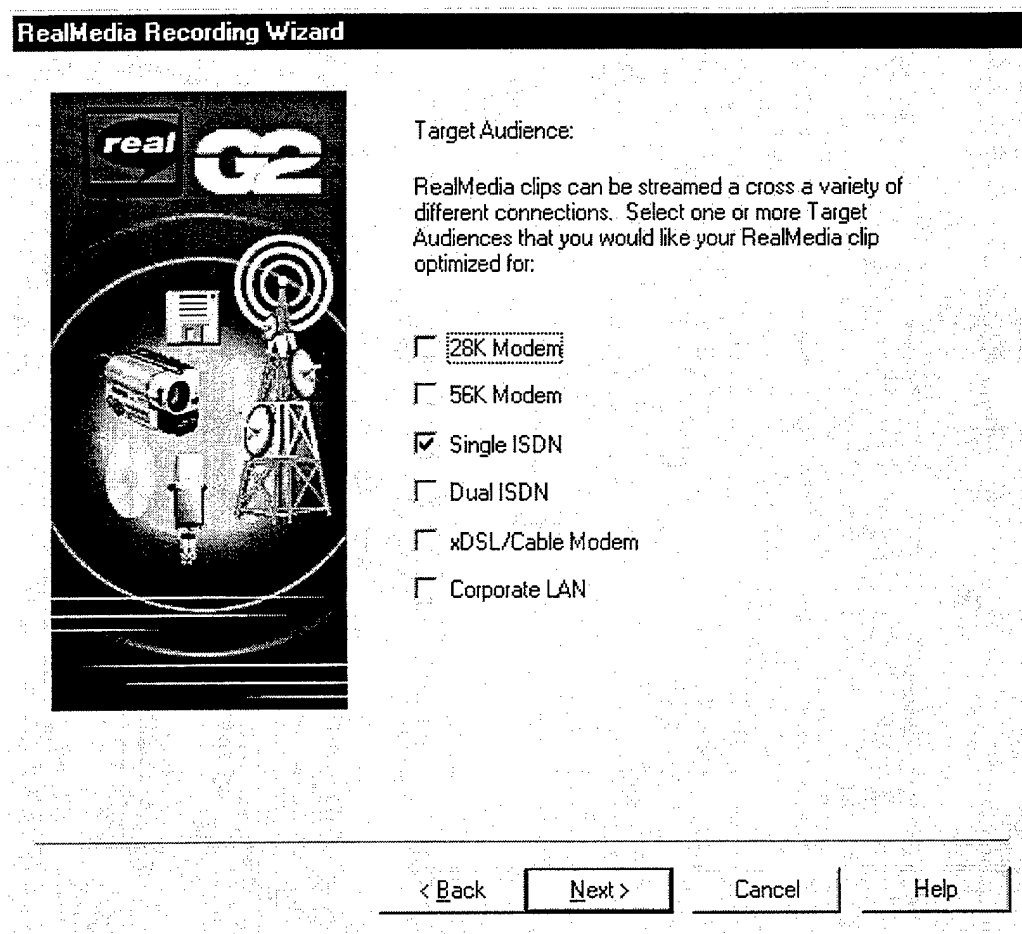 RealMedia Recording Wizard
real G2
Target Audience:
RealMedia clips can be streamed a cross a variety of
different connections. Select one or more Target
Audiences that you would like your RealMedia clip
optimized for:
28K Modem
56K Modem
Single ISDN
Dual ISDN
xDSL/Cable Modem
Corporate LAN
< Back Next > Cancel Help